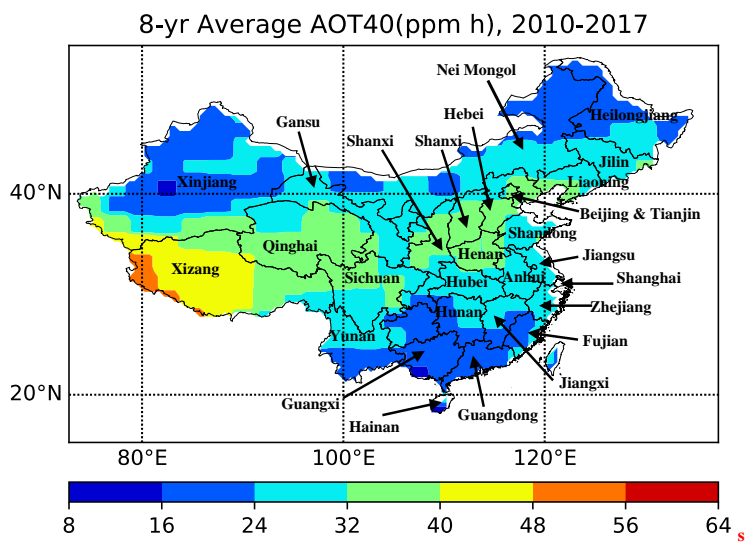 8-yr Average AOT40(ppm h), 2010-2017
Nei Mongol
Hebei
Heilongjiang
Gansu
Shanxi
Shanxi
Jilin
Xinjiang
Liaoning
40°N
Beijing & Tianjin
Shandong
Qinghai
Henan
Jiangsu
Xizang
Sichuan
Hubei
Anhui
Shanghai
Hunan
Zhejiang
Yunan
Fujian
Jiangxi
20°N
Guangxi
Guangdong
Hainan
80°E 100°E 120°E
8 16 24 32 40 48 56 64
s